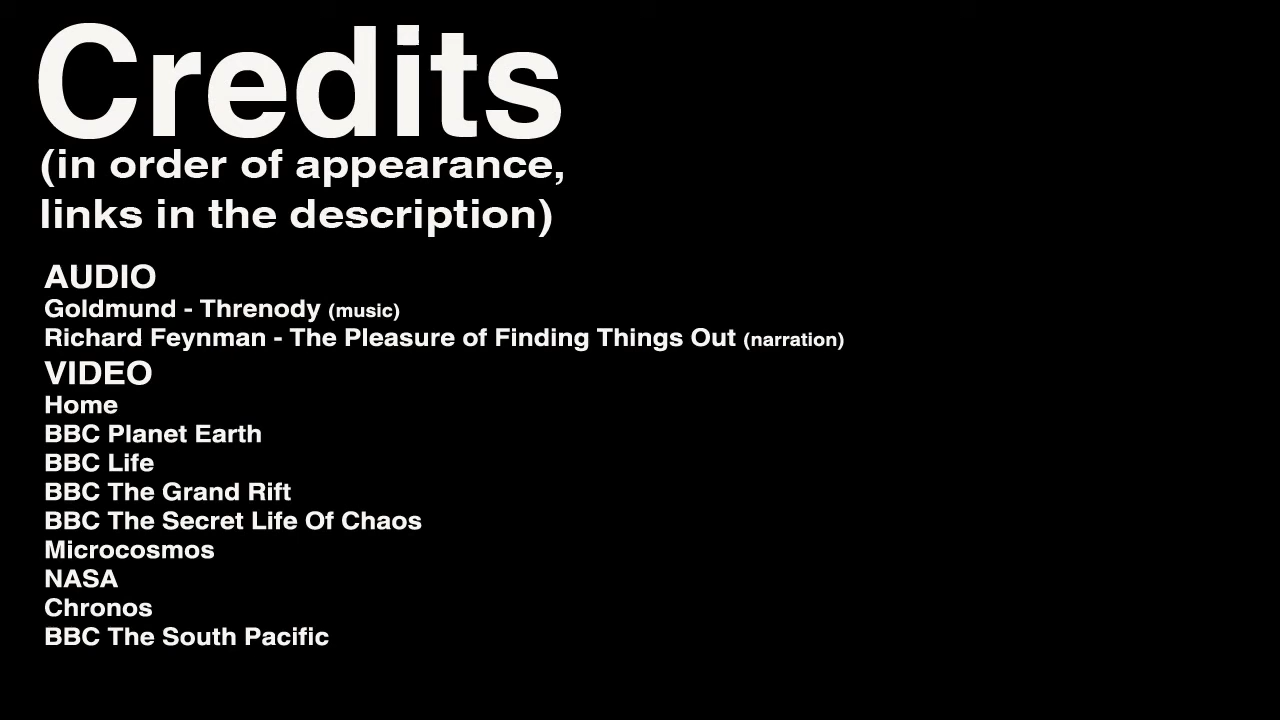 Credits
(in order of appearance,
links in the description)
AUDIO
Goldmund - Threnody (music)
Richard Feynman - The Pleasure of Finding Things Out (narration)
VIDEO
Home
BBC Planet Earth
BBC Life
BBC The Grand Rift
BBC The Secret Life Of Chaos
Microcosmos
NASA
Chronos
BBC The South Pacific